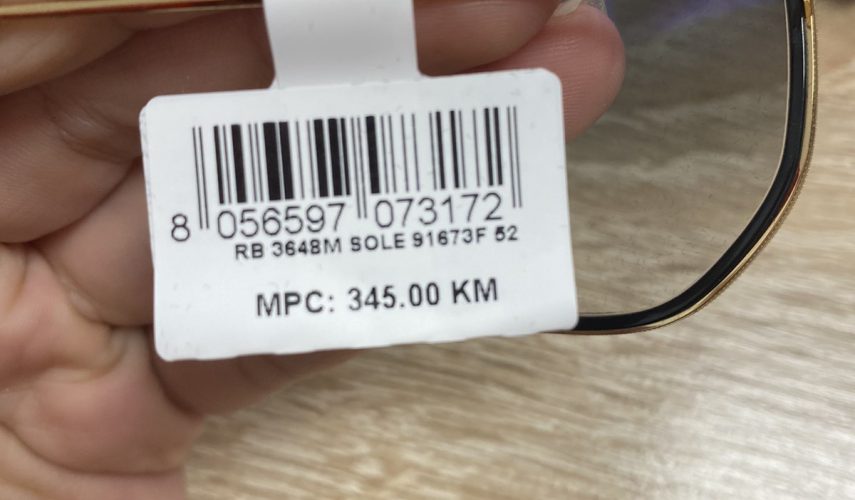 8 056597 073172
RB 3648M SOLE 91673F 52
MPC: 345.00 KM